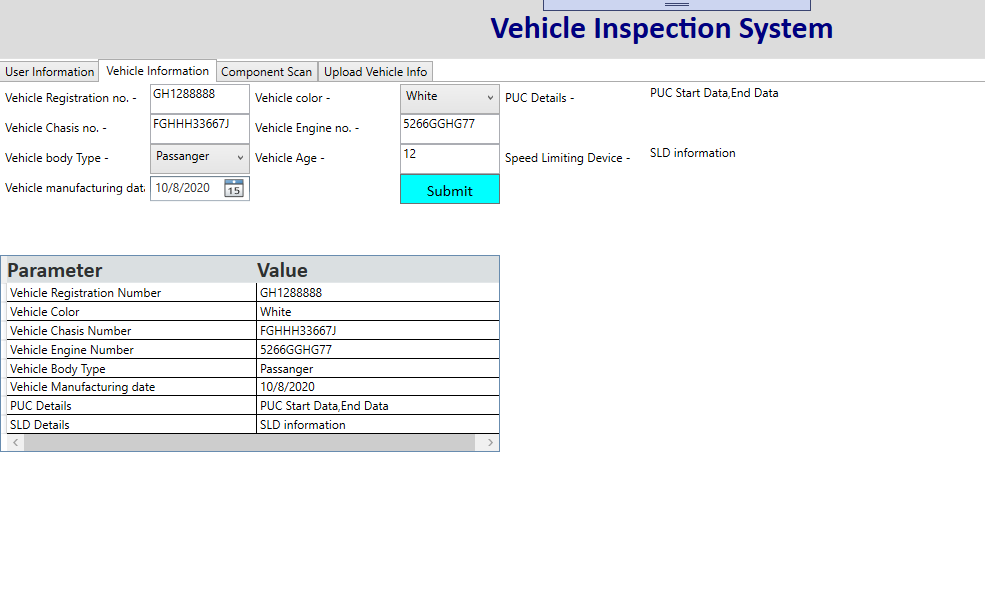 Vehicle Inspection System
User Information Vehicle Information Component Scan Upload Vehicle Info
Vehicle Registration no. - GH1288888 Vehicle color - White PUC Details - PUC Start Data,End Data
Vehicle Chasis no. - FGHHH33667J Vehicle Engine no. - 5266GGHG77
Vehicle body Type - Passanger Vehicle Age - 12 Speed Limiting Device - SLD information
Vehicle manufacturing dat 10/8/2020 15 Submit
Parameter Value
Vehicle Registration Number GH1288888
Vehicle Color White
Vehicle Chasis Number FGHHH33667J
Vehicle Engine Number 5266GGHG77
Vehicle Body Type Passanger
Vehicle Manufacturing date 10/8/2020
PUC Details PUC Start Data,End Data
SLD Details SLD information